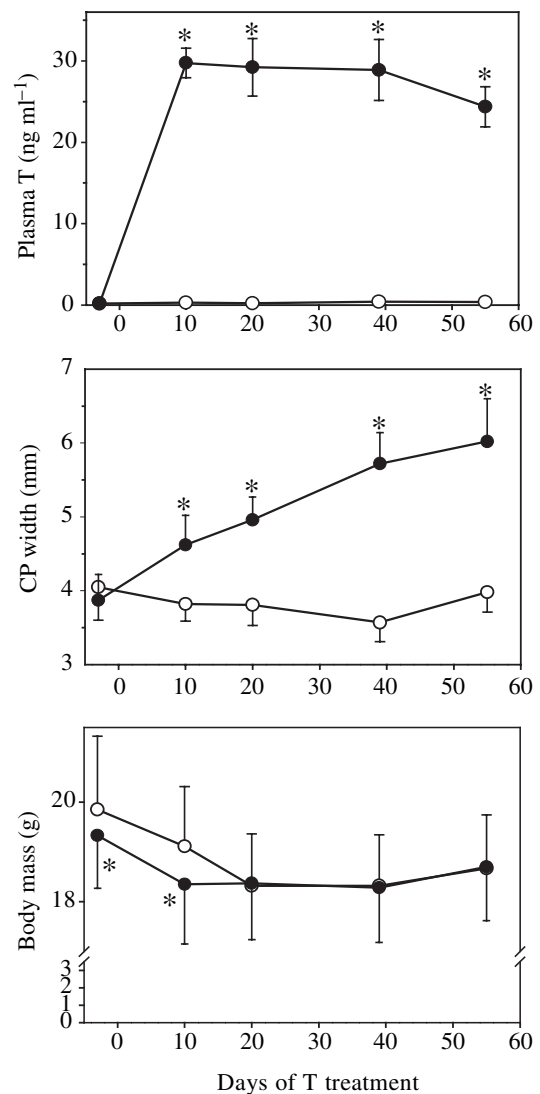 Plasma T (ng ml⁻¹)
30
20
10
0
* * * *
0 10 20 30 40 50 60
CP width (mm)
7
6
5
4
3
* * * *
0 10 20 30 40 50 60
Body mass (g)
20
18
3
2
1
0
* *
0 10 20 30 40 50 60
Days of T treatment